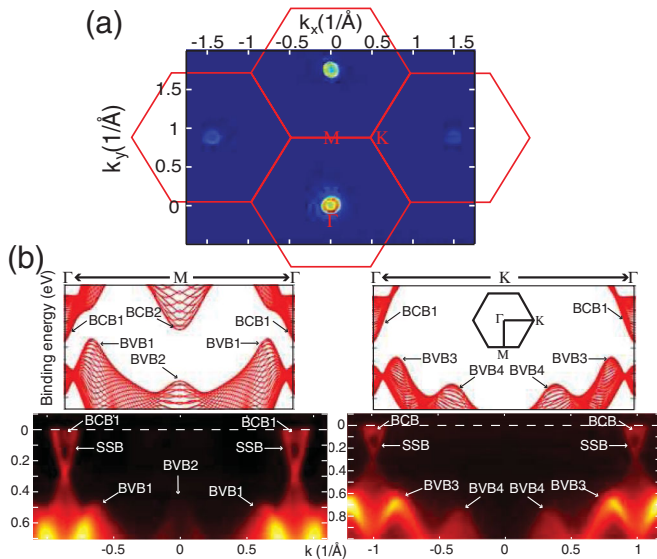 (a)
kx(1/Å)
-1.5 -1 -0.5 0 0.5 1 1.5
ky(1/Å)
1.5
1
0.5
0
M K
Γ
(b)
Γ M Γ
Γ K Γ
Binding energy (eV)
BCB1 BCB2 BCB1
BVB1 BVB2 BVB1
BCB1
Γ K
M
BVB3 BVB4 BVB4 BVB3
BCB1 BCB1
SSB SSB
BVB2
BVB1 BVB1
0
0.2
0.4
0.6
-0.5 0 0.5
BCB BCB
SSB SSB
BVB3 BVB4 BVB4 BVB3
0
0.2
0.4
0.6
0.8
1.0
-1 -0.5 0 0.5 1
k (1/Å)